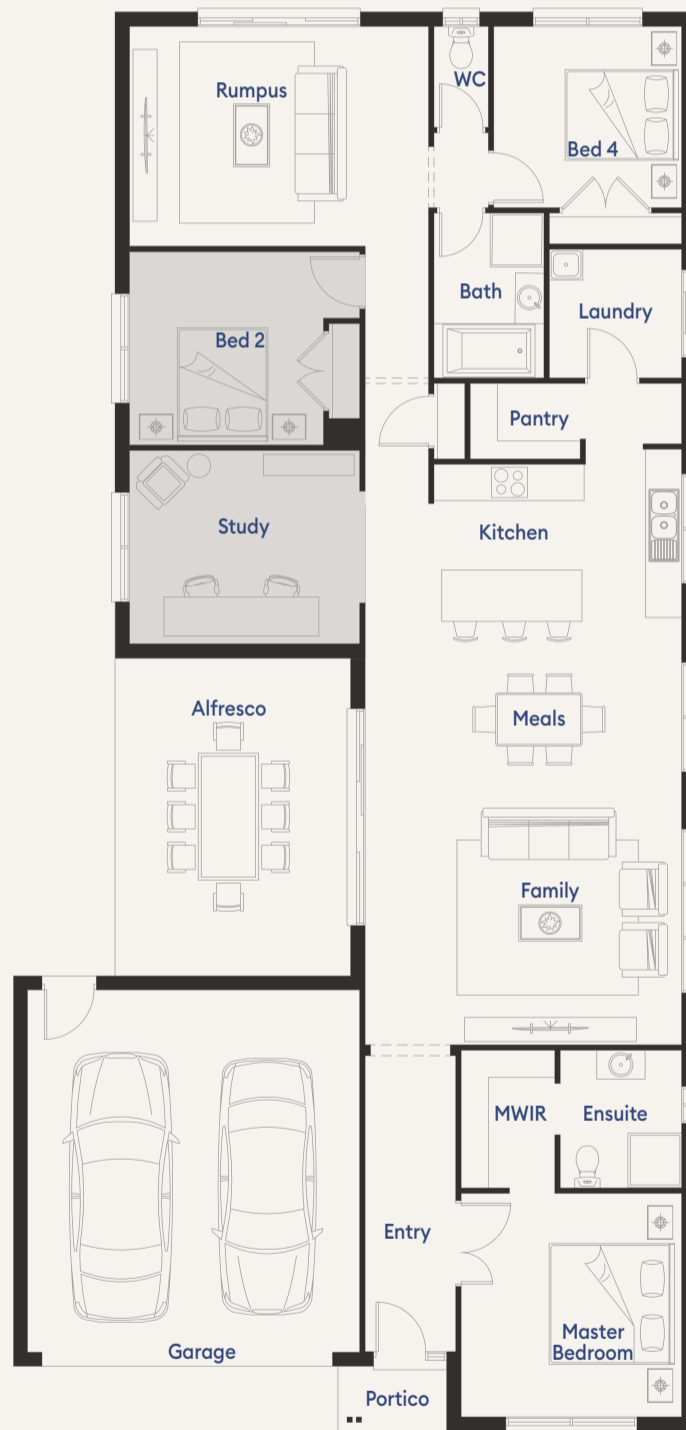 WC
Rumpus
Bed 4
Bath
Laundry
Bed 2
Pantry
Study
Kitchen
Alfresco
Meals
Family
MWIR
Ensuite
Entry
Master
Bedroom
Garage
Portico